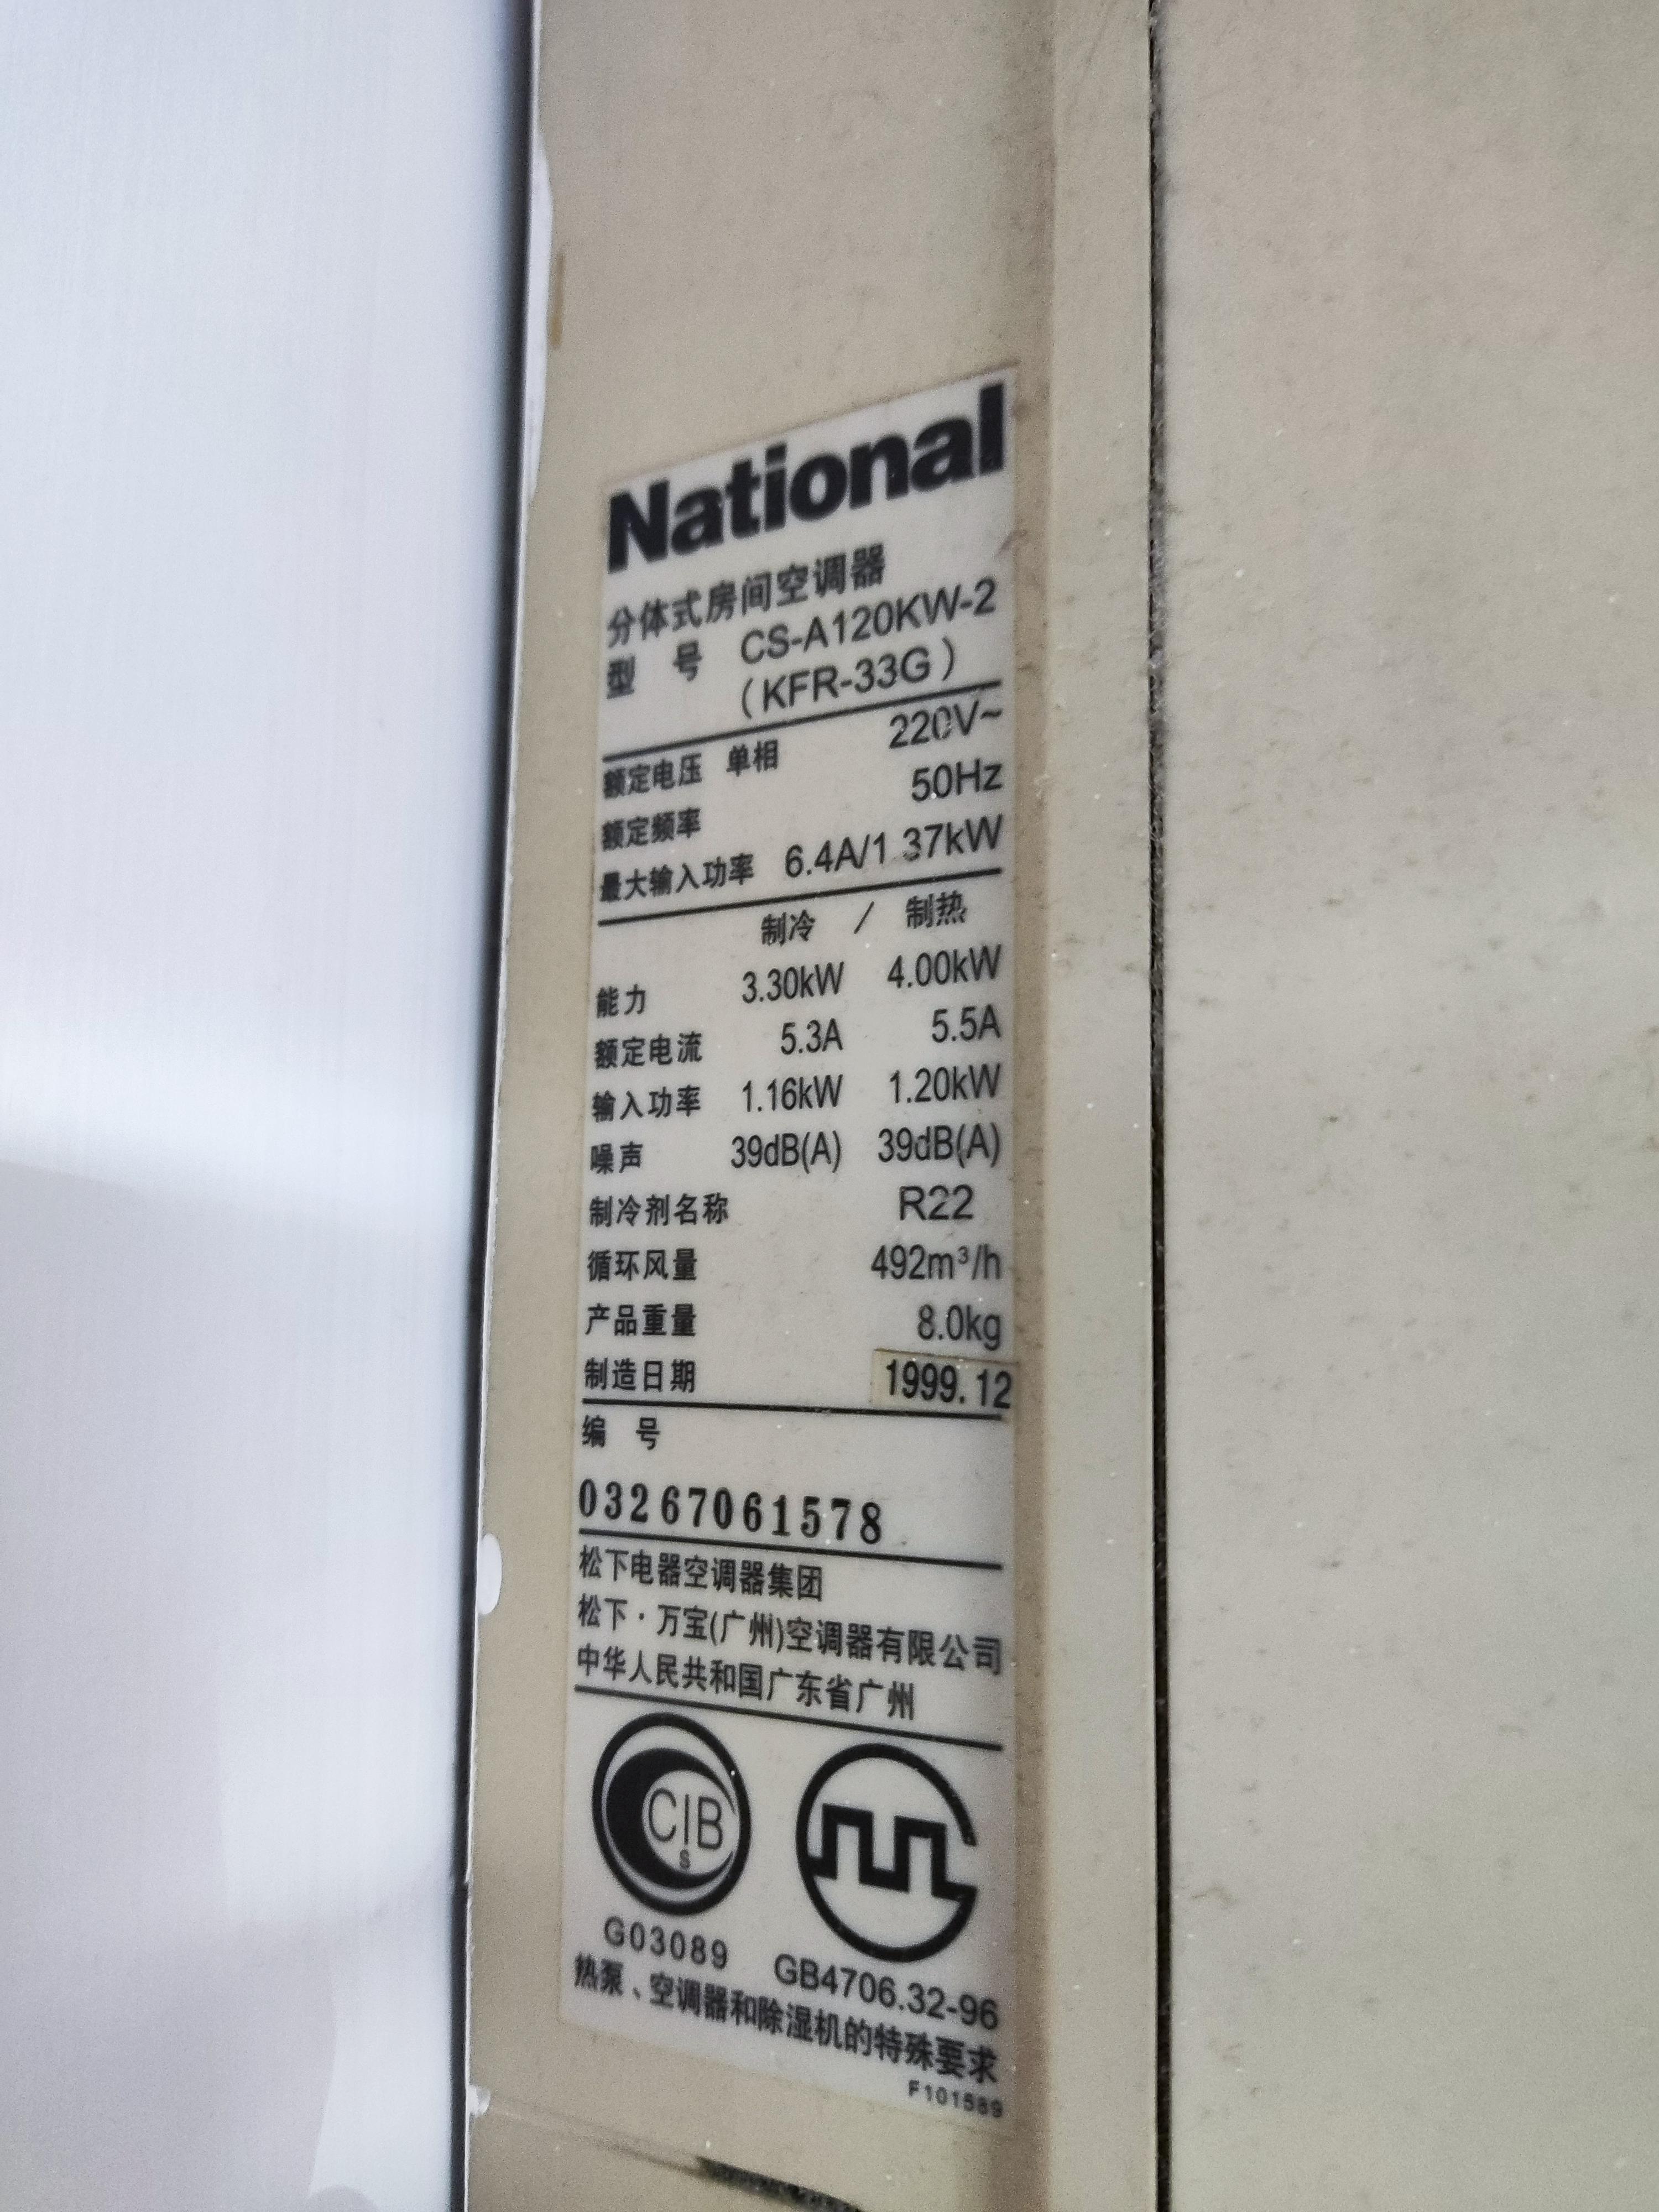 National
分体式房间空调器
型 号 CS-A120KW-2
(KFR-33G)
额定电压 单相 220V~
额定频率 50Hz
最大输入功率 6.4A/1.37kW
制冷 / 制热
能力 3.30kW 4.00kW
额定电流 5.3A 5.5A
输入功率 1.16kW 1.20kW
噪声 39dB(A) 39dB(A)
制冷剂名称 R22
循环风量 492m³/h
产品重量 8.0kg
制造日期 1999.12
编 号
03267061578
松下电器空调器集团
松下·万宝(广州)空调器有限公司
中华人民共和国广东省广州
CIB
S
G03089 GB4706.32-96
热泵、空调器和除湿机的特殊要求
F101589